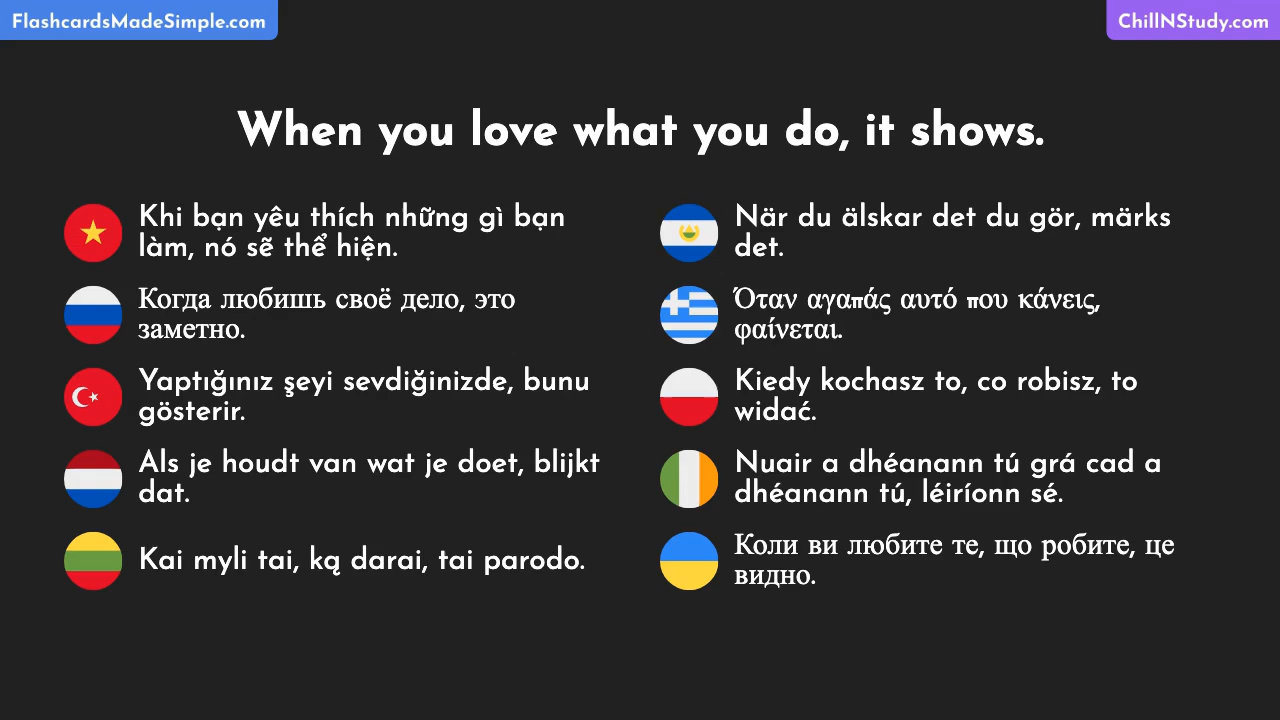 FlashcardsMadeSimple.com
ChillNStudy.com
When you love what you do, it shows.
Khi bạn yêu thích những gì bạn
làm, nó sẽ thể hiện.
Когда любишь своё дело, это
заметно.
Yaptığınız şeyi sevdiğinizde, bunu
gösterir.
Als je houdt van wat je doet, blijkt
dat.
Kai myli tai, ką darai, tai parodo.
När du älskar det du gör, märks
det.
Όταν αγαπάς αυτό που κάνεις,
φαίνεται.
Kiedy kochasz to, co robisz, to
widać.
Nuair a dhéanann tú grá cad a
dhéanann tú, léiríonn sé.
Коли ви любите те, що робите, це
видно.